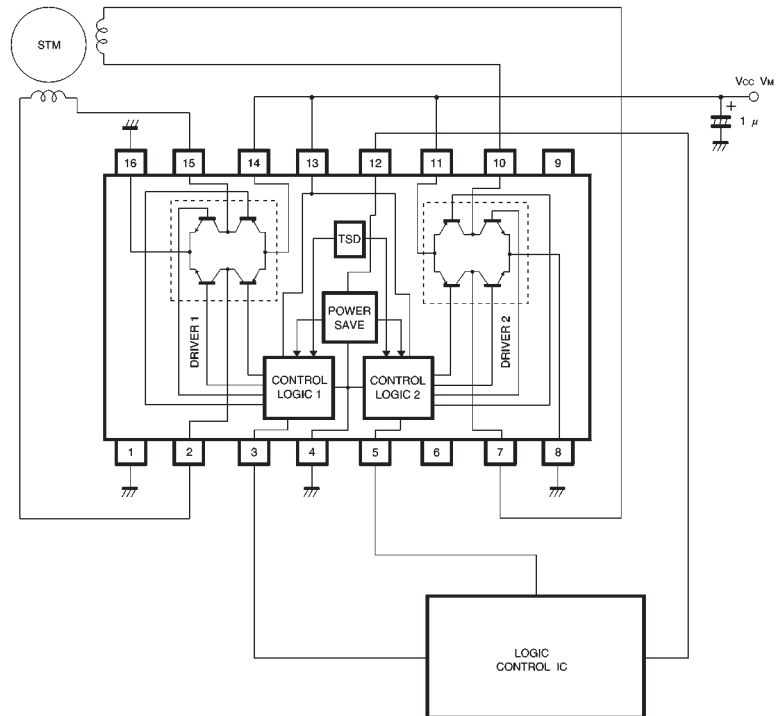 STM
VCC VM
+
1 μ
16 15 14 13 12 11 10 9
TSD
POWER
SAVE
DRIVER 1
DRIVER 2
CONTROL
LOGIC 1
CONTROL
LOGIC 2
1 2 3 4 5 6 7 8
LOGIC
CONTROL IC